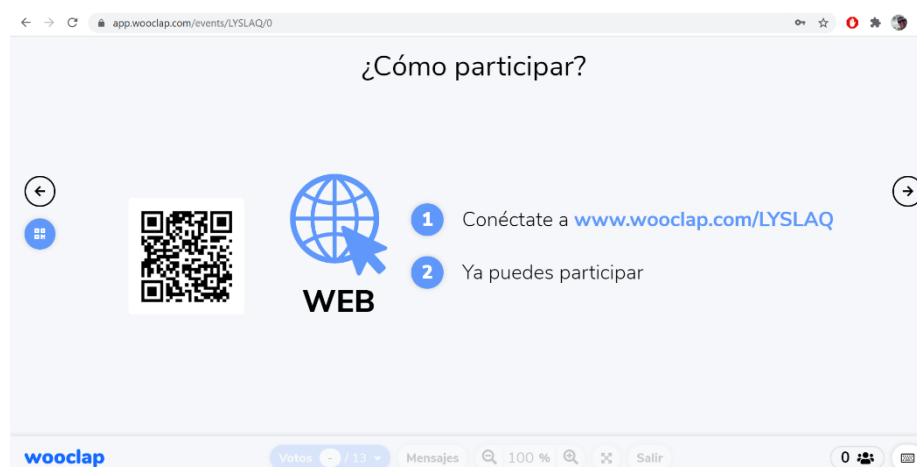 app.wooclap.com/events/LYSLAQ/0
¿Cómo participar?
1 Conéctate a www.wooclap.com/LYSLAQ
2 Ya puedes participar
WEB
wooclap
Votos - / 13
Mensajes
100 %
Salir
0